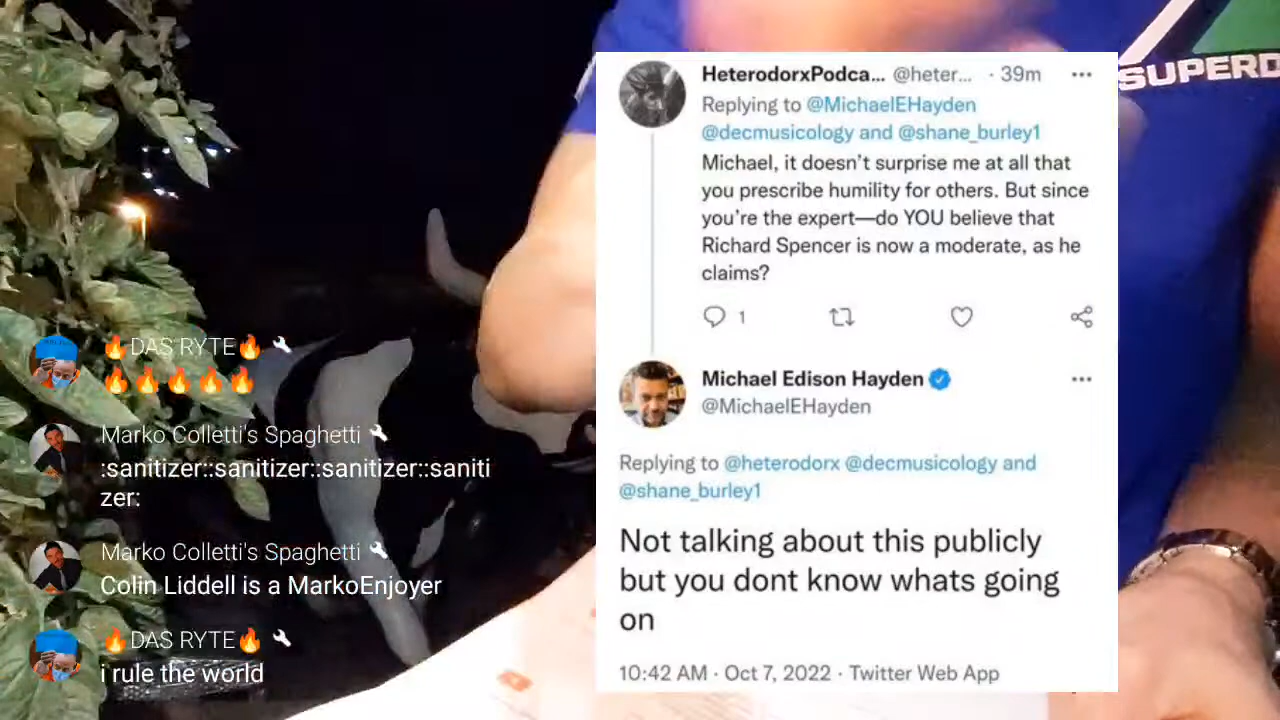 SUPERD
HeterodorxPodca... @heter... · 39m
Replying to @MichaelEHayden
@decmusicology and @shane_burley1
Michael, it doesn't surprise me at all that
you prescribe humility for others. But since
you're the expert—do YOU believe that
Richard Spencer is now a moderate, as he
claims?
1
Michael Edison Hayden
@MichaelEHayden
Replying to @heterodorx @decmusicology and
@shane_burley1
Not talking about this publicly
but you dont know whats going
on
10:42 AM · Oct 7, 2022 · Twitter Web App
🔥DAS RYTE🔥
🔥🔥🔥🔥🔥
Marko Colletti's Spaghetti
:sanitizer::sanitizer::sanitizer::saniti
zer:
Marko Colletti's Spaghetti
Colin Liddell is a MarkoEnjoyer
🔥DAS RYTE🔥
i rule the world